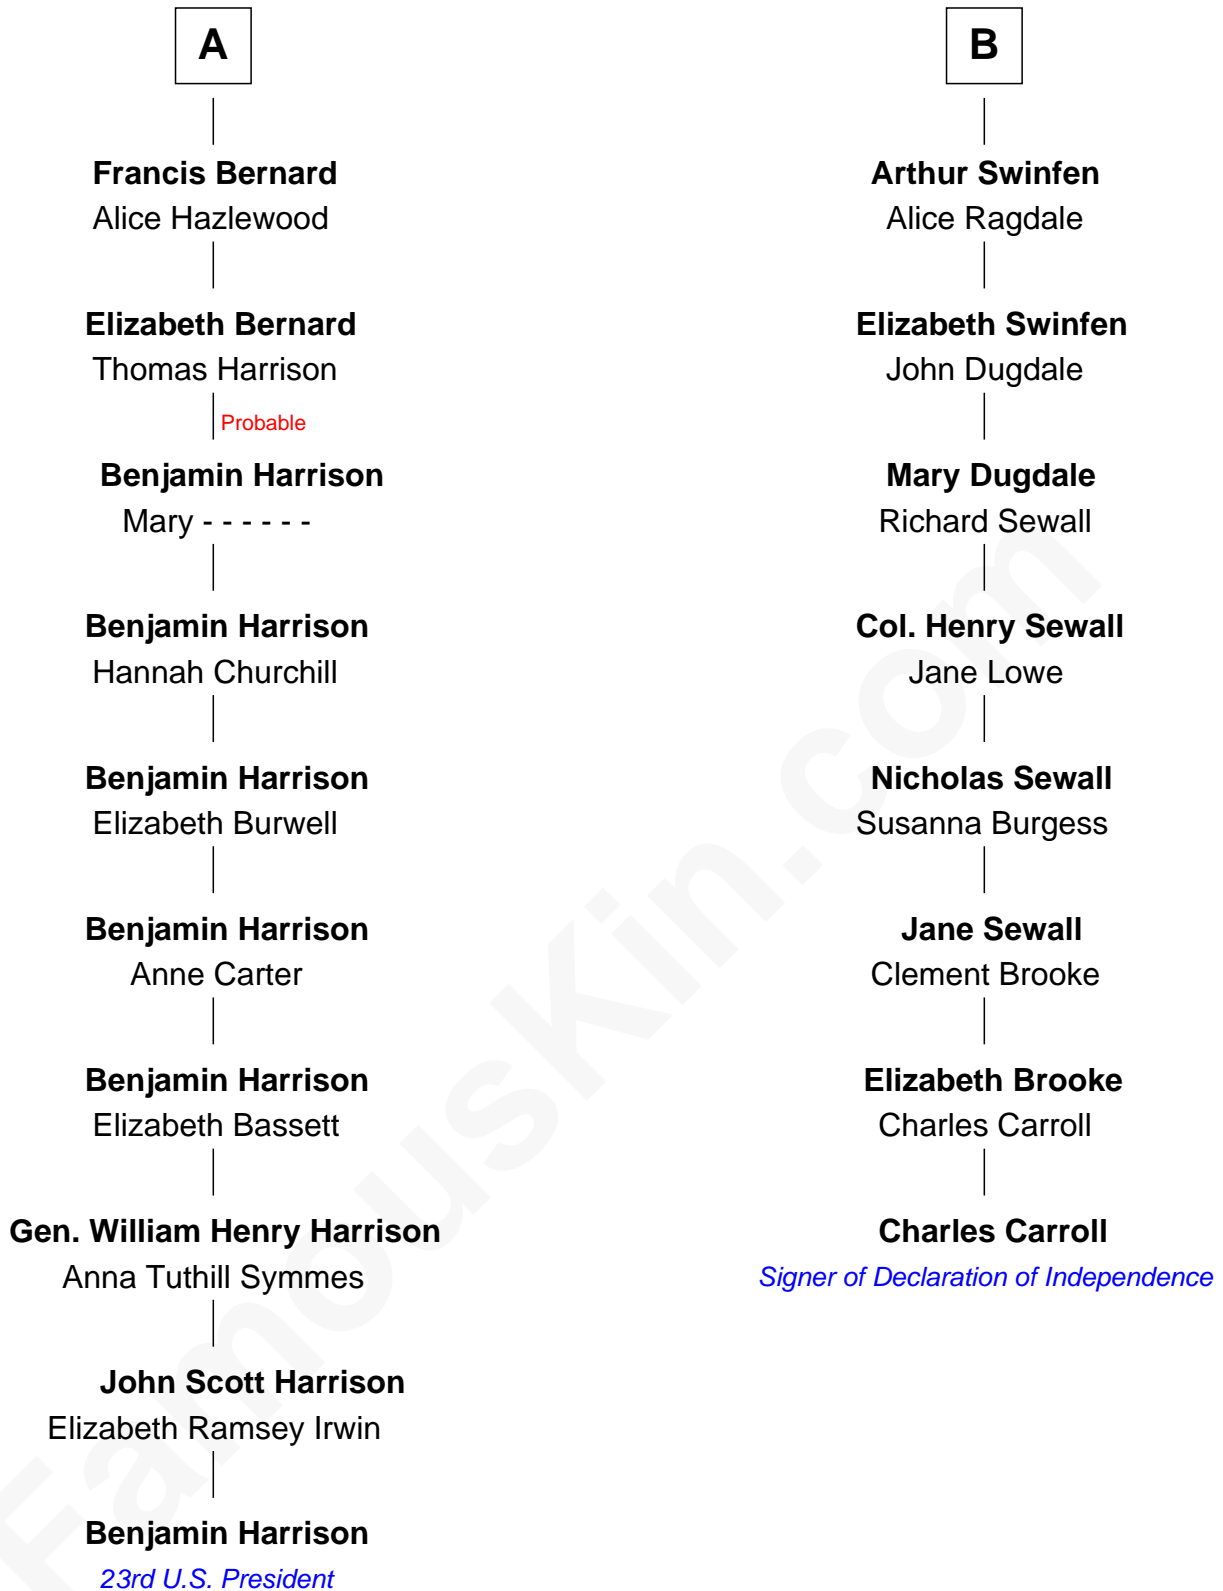 A
Francis Bernard
Alice Hazlewood
Elizabeth Bernard
Thomas Harrison
Probable
Benjamin Harrison
Mary - - - - - -
Benjamin Harrison
Hannah Churchill
Benjamin Harrison
Elizabeth Burwell
Benjamin Harrison
Anne Carter
Benjamin Harrison
Elizabeth Bassett
Gen. William Henry Harrison
Anna Tuthill Symmes
John Scott Harrison
Elizabeth Ramsey Irwin
Benjamin Harrison
23rd U.S. President
B
Arthur Swinfen
Alice Ragdale
Elizabeth Swinfen
John Dugdale
Mary Dugdale
Richard Sewall
Col. Henry Sewall
Jane Lowe
Nicholas Sewall
Susanna Burgess
Jane Sewall
Clement Brooke
Elizabeth Brooke
Charles Carroll
Charles Carroll
Signer of Declaration of Independence
FamousKin.com